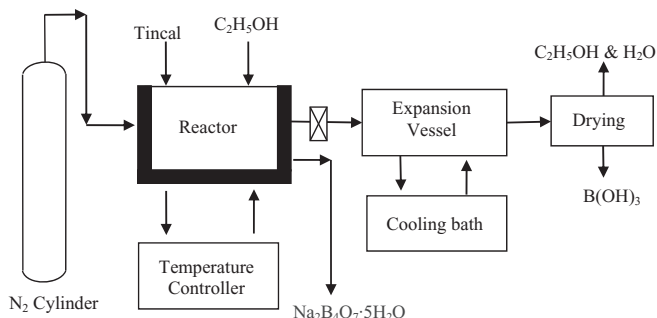 Tincal
C₂H₅OH
C₂H₅OH & H₂O
Reactor
Expansion
Vessel
Drying
Cooling bath
B(OH)₃
Temperature
Controller
N₂ Cylinder
Na₂B₄O₇·5H₂O